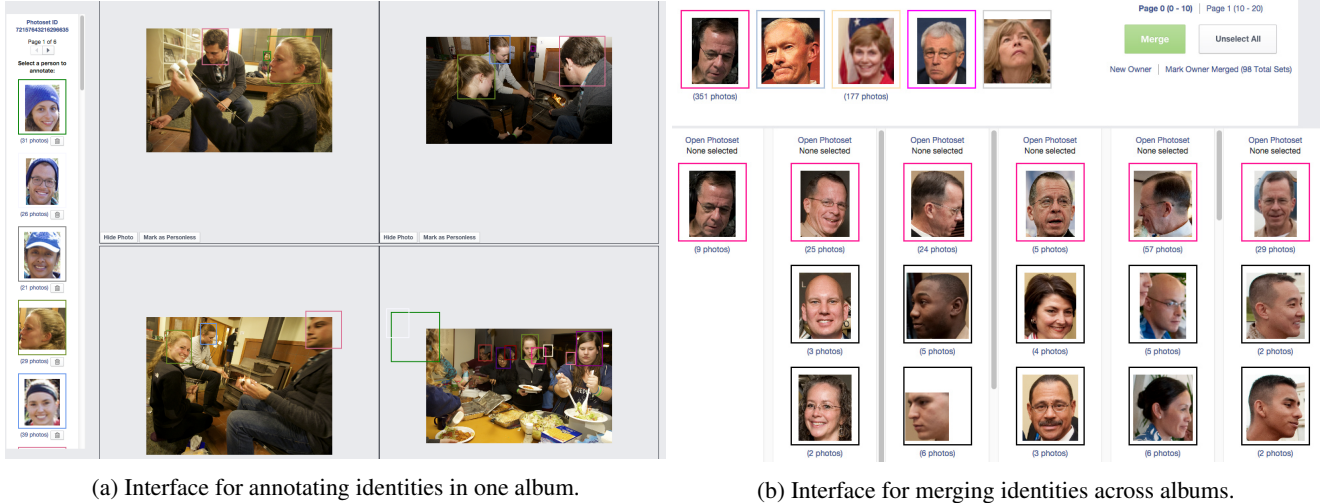 Photoset ID
72157643216296635
Page 1 of 6
Select a person to
annotate:
(31 photos)
(26 photos)
(21 photos)
(29 photos)
(39 photos)
Hide Photo Mark as Personless
Hide Photo Mark as Personless
(a) Interface for annotating identities in one album.
Page 0 (0 - 10) Page 1 (10 - 20)
Merge Unselect All
New Owner Mark Owner Merged (98 Total Sets)
(351 photos) (177 photos)
Open Photoset Open Photoset Open Photoset Open Photoset Open Photoset Open Photoset
None selected None selected None selected None selected None selected None selected
(9 photos) (25 photos) (24 photos) (5 photos) (57 photos) (29 photos)
(3 photos) (5 photos) (4 photos) (5 photos) (2 photos)
(2 photos) (6 photos) (3 photos) (6 photos) (2 photos)
(b) Interface for merging identities across albums.